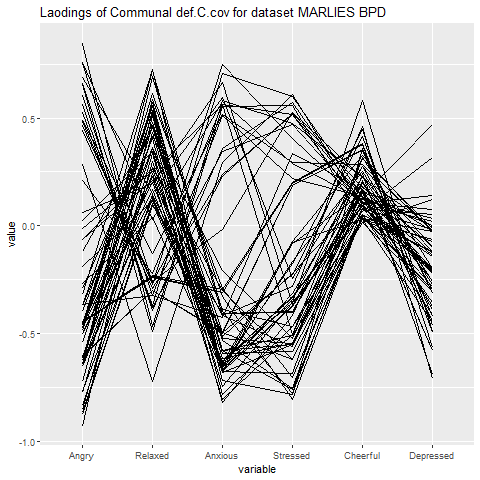 Laodings of Communal def.C.cov for dataset MARLIES BPD
value
0.5
0.0
-0.5
-1.0
Angry Relaxed Anxious Stressed Cheerful Depressed
variable